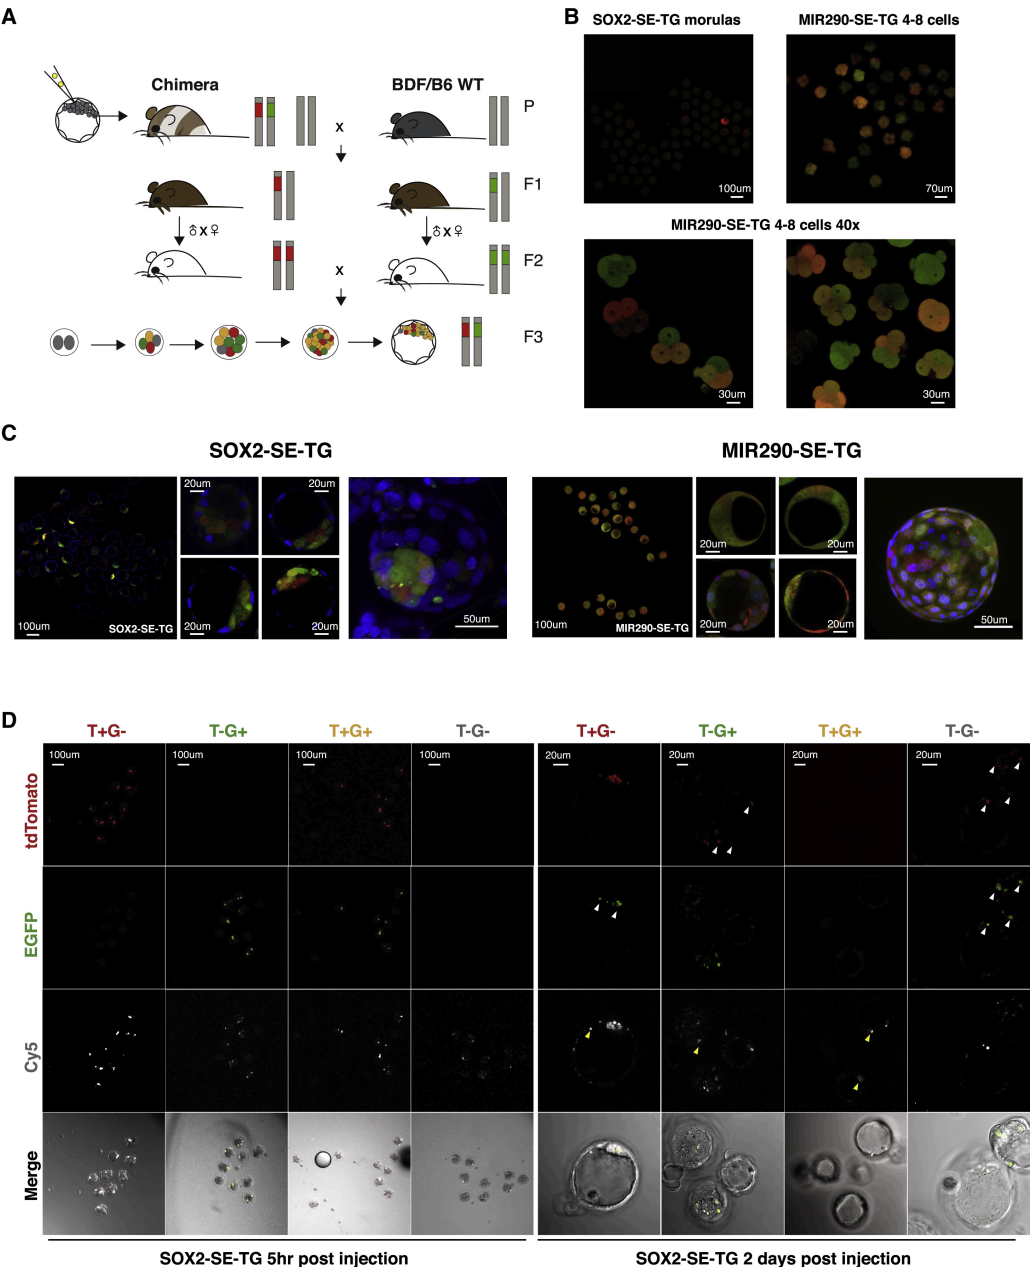 A
Chimera
BDF/B6 WT
P
x
F1
♂x♀
♂x♀
F2
x
F3
B
SOX2-SE-TG morulas
MIR290-SE-TG 4-8 cells
100um
70um
MIR290-SE-TG 4-8 cells 40x
30um
30um
C
SOX2-SE-TG
MIR290-SE-TG
20um
20um
20um
20um
100um
SOX2-SE-TG
50um
20um
20um
20um
20um
100um
MIR290-SE-TG
50um
D
T+G-
T-G+
T+G+
T-G-
T+G-
T-G+
T+G+
T-G-
100um
100um
100um
100um
20um
20um
20um
20um
tdTomato
EGFP
Cy5
Merge
SOX2-SE-TG 5hr post injection
SOX2-SE-TG 2 days post injection